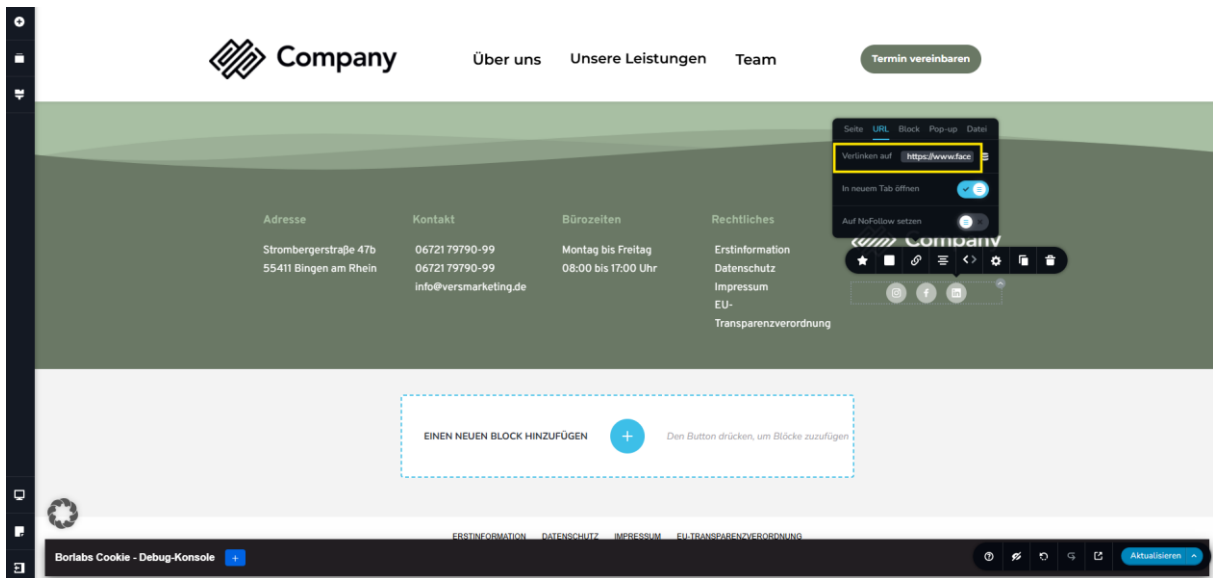 Company
Über uns
Unsere Leistungen
Team
Termin vereinbaren
Seite URL Block Pop-up Datei
Verlinken auf https://www.face
In neuem Tab öffnen
Auf NoFollow setzen
Adresse
Strombergerstraße 47b
55411 Bingen am Rhein
Kontakt
06721 79790-99
06721 79790-99
info@versmarketing.de
Bürozeiten
Montag bis Freitag
08:00 bis 17:00 Uhr
Rechtliches
Erstinformation
Datenschutz
Impressum
EU-
Transparenzverordnung
Company
EINEN NEUEN BLOCK HINZUFÜGEN
Den Button drücken, um Blöcke zuzufügen
ERSTINFORMATION DATENSCHUTZ IMPRESSUM EU-TRANSPARENZVERORDNUNG
Borlabs Cookie - Debug-Konsole
Aktualisieren